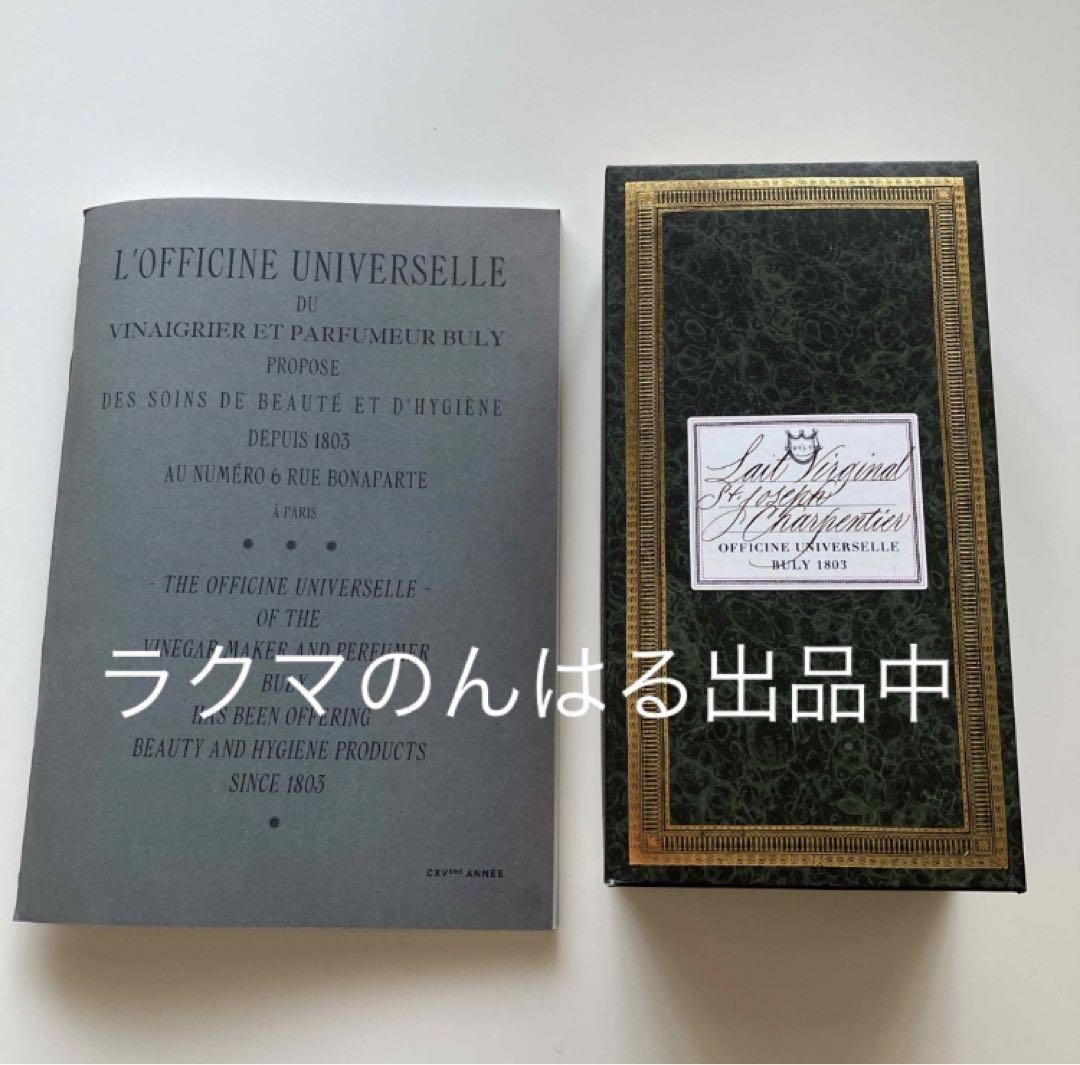 L'OFFICINE UNIVERSELLE
DU
VINAIGRIER ET PARFUMEUR BULY
PROPOSE
DES SOINS DE BEAUTÉ ET D'HYGIÈNE
DEPUIS 1803
AU NUMÉRO 6 RUE BONAPARTE
À PARIS
- THE OFFICINE UNIVERSELLE -
OF THE
VINEGAR MAKER AND PERFUMER
BULY
HAS BEEN OFFERING
BEAUTY AND HYGIENE PRODUCTS
SINCE 1803
CXVÈME ANNÉE
BULY
Lait Virginal
St. Joseph
Charpentier
OFFICINE UNIVERSELLE
BULY 1803
ラクマのんはる出品中